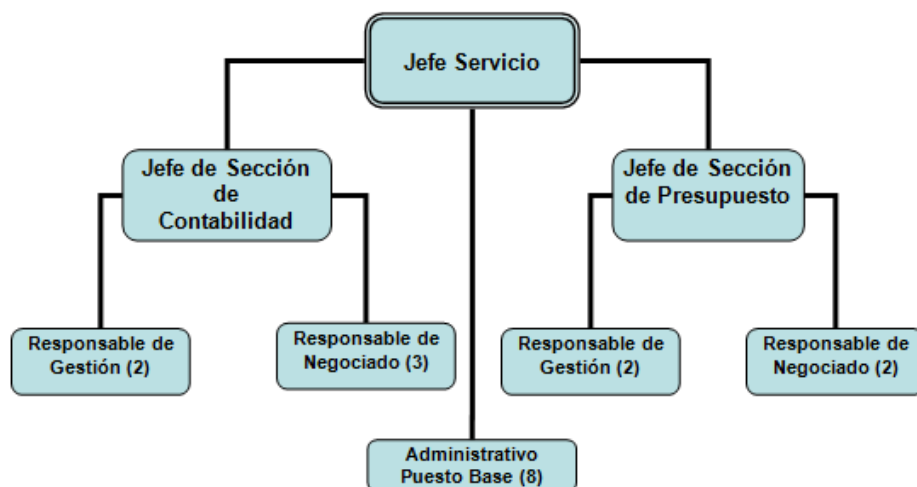 Jefe Servicio
Jefe de Sección
de
Contabilidad
Jefe de Sección
de Presupuesto
Responsable de
Gestión (2)
Responsable de
Negociado (3)
Responsable de
Gestión (2)
Responsable de
Negociado (2)
Administrativo
Puesto Base (8)